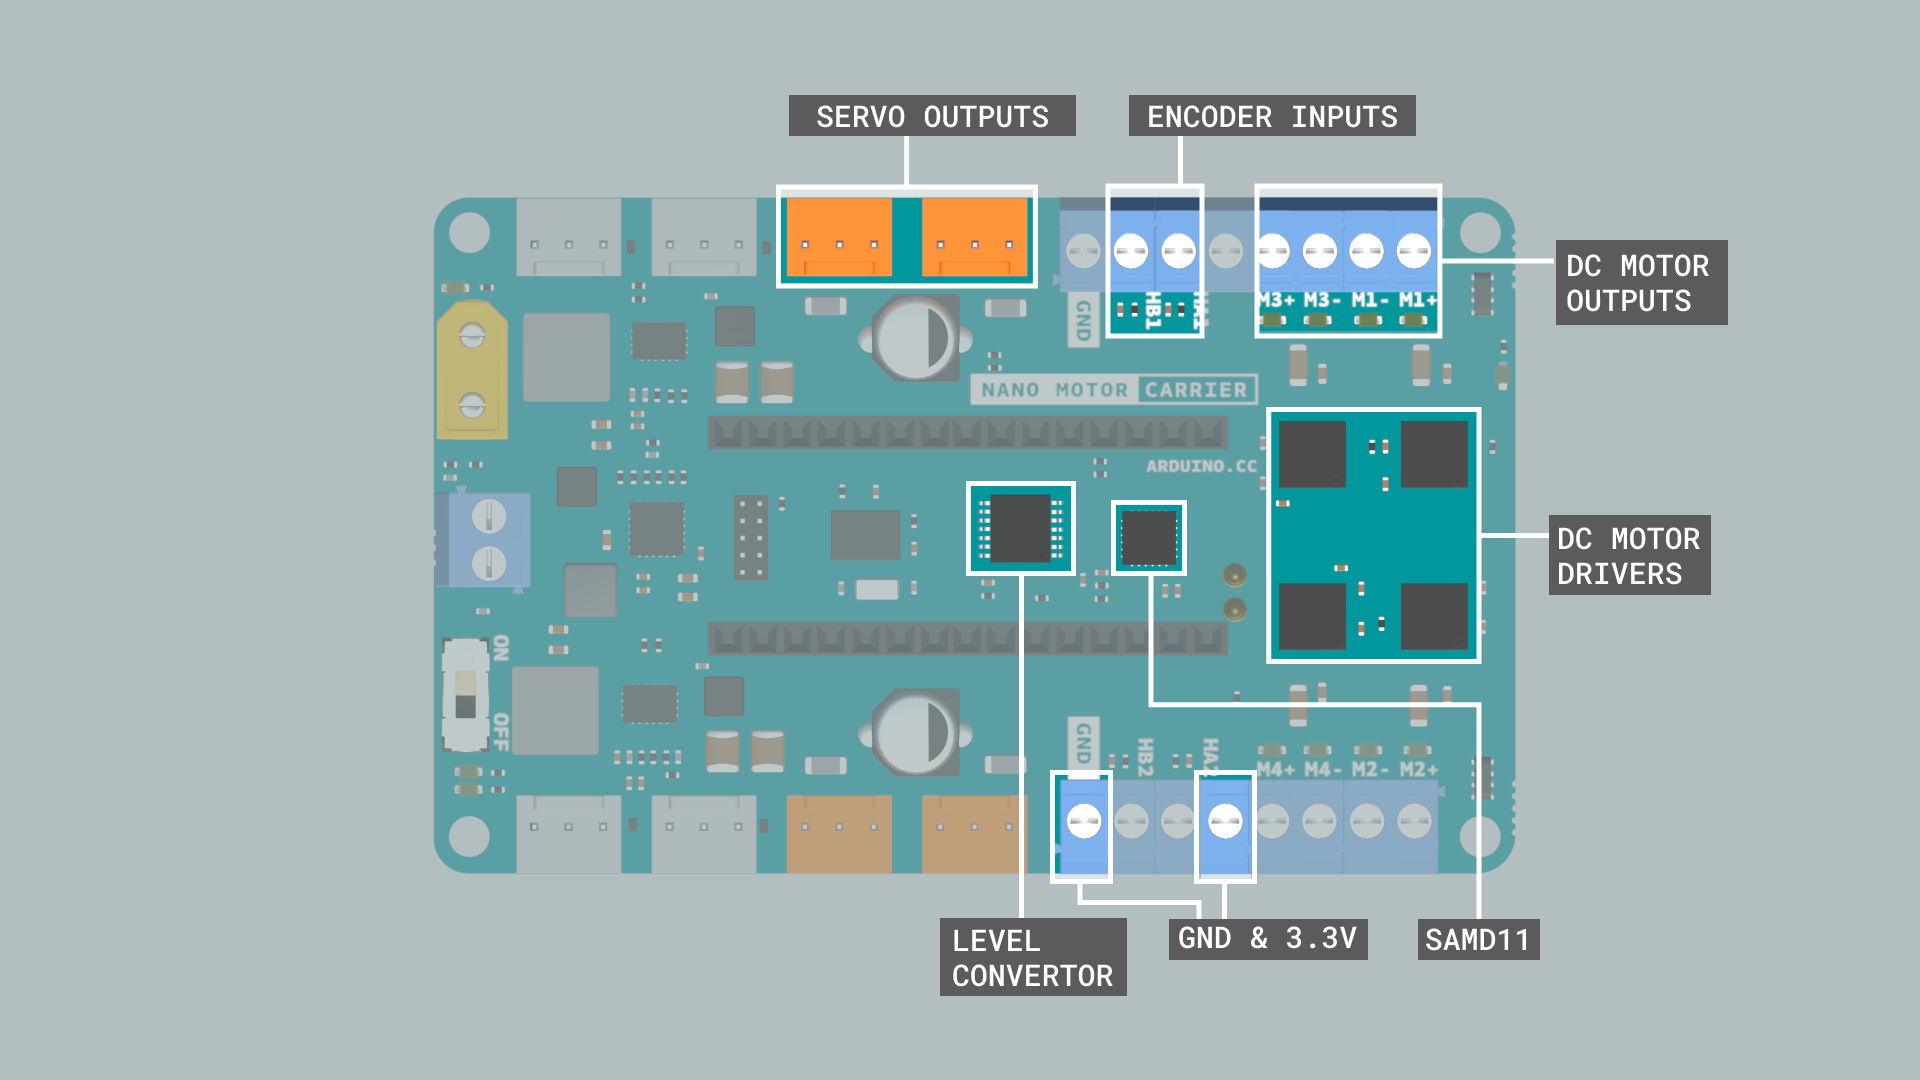 SERVO OUTPUTS
ENCODER INPUTS
DC MOTOR
OUTPUTS
GND
HB1
HA1
M3+ M3- M1- M1+
NANO MOTOR CARRIER
ARDUINO.CC
DC MOTOR
DRIVERS
ON
OFF
GND
HB2
HA2
M4+ M4- M2- M2+
LEVEL
CONVERTOR
GND & 3.3V
SAMD11